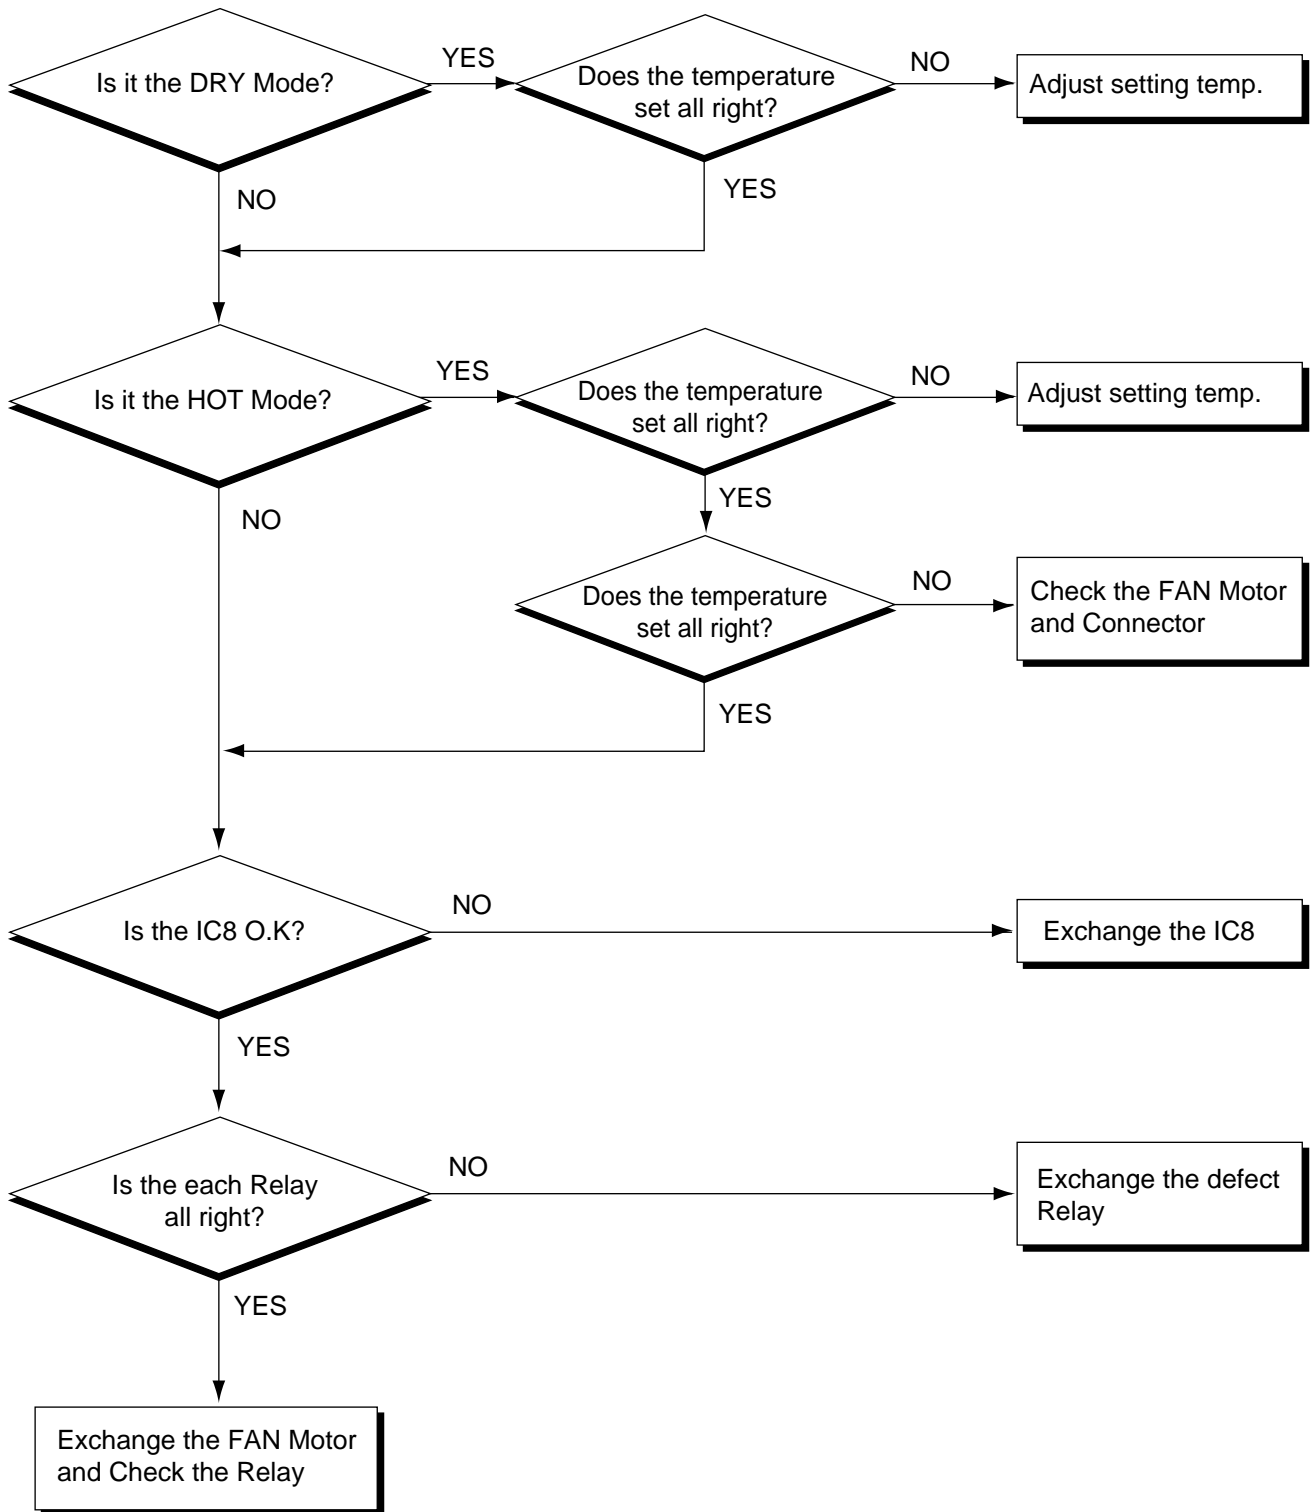 Is it the DRY Mode?
YES
Does the temperature
set all right?
NO
Adjust setting temp.
NO
YES
Is it the HOT Mode?
YES
Does the temperature
set all right?
NO
Adjust setting temp.
NO
YES
Does the temperature
set all right?
NO
Check the FAN Motor
and Connector
YES
Is the IC8 O.K?
NO
Exchange the IC8
YES
Is the each Relay
all right?
NO
Exchange the defect
Relay
YES
Exchange the FAN Motor
and Check the Relay